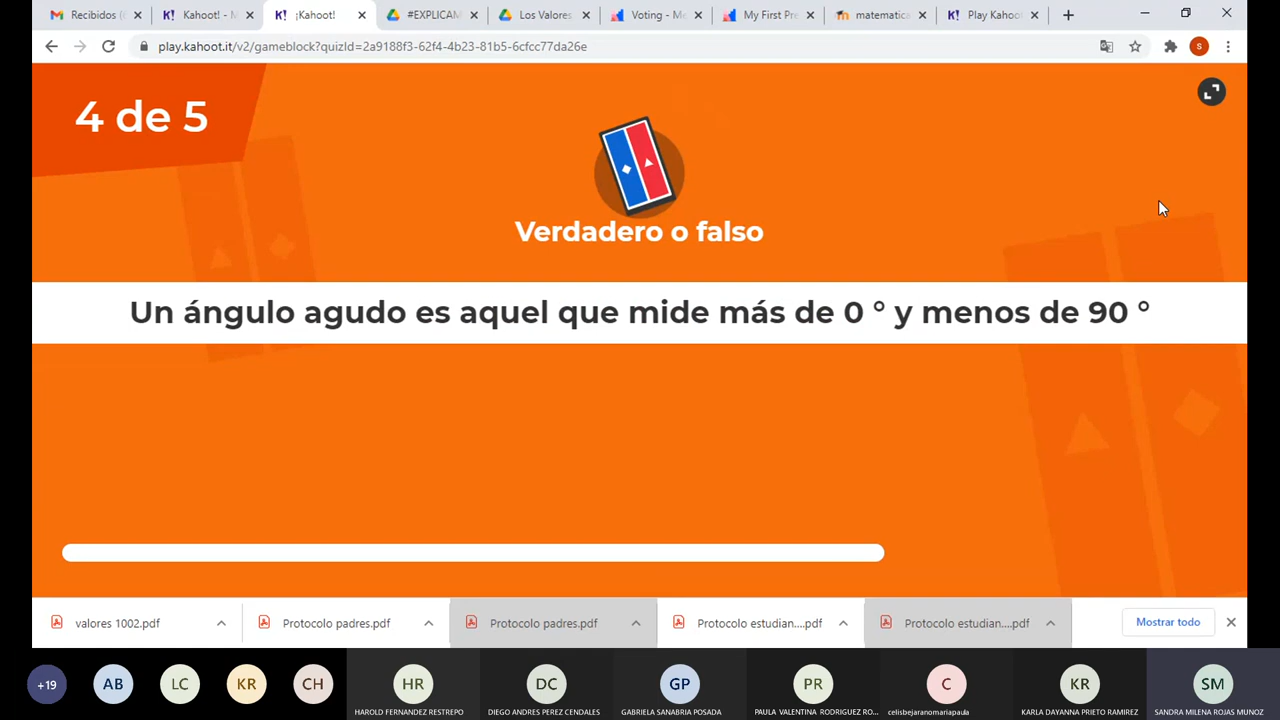 Recibidos (
Kahoot! - M
¡Kahoot!
#EXPLICAM
Los Valores
Voting - Me
My First Pre
matematica
Play Kahoo
play.kahoot.it/v2/gameblock?quizId=2a9188f3-62f4-4b23-81b5-6cfcc77da26e
S
4 de 5
Verdadero o falso
Un ángulo agudo es aquel que mide más de 0 ° y menos de 90 °
valores 1002.pdf
Protocolo padres.pdf
Protocolo padres.pdf
Protocolo estudian....pdf
Protocolo estudian....pdf
Mostrar todo
+19
AB
LC
KR
CH
HR
DC
GP
PR
C
KR
SM
HAROLD FERNANDEZ RESTREPO
DIEGO ANDRES PEREZ CENDALES
GABRIELA SANABRIA POSADA
PAULA VALENTINA RODRIGUEZ RO...
celisbejaranomariapaula
KARLA DAYANNA PRIETO RAMIREZ
SANDRA MILENA ROJAS MUNOZ